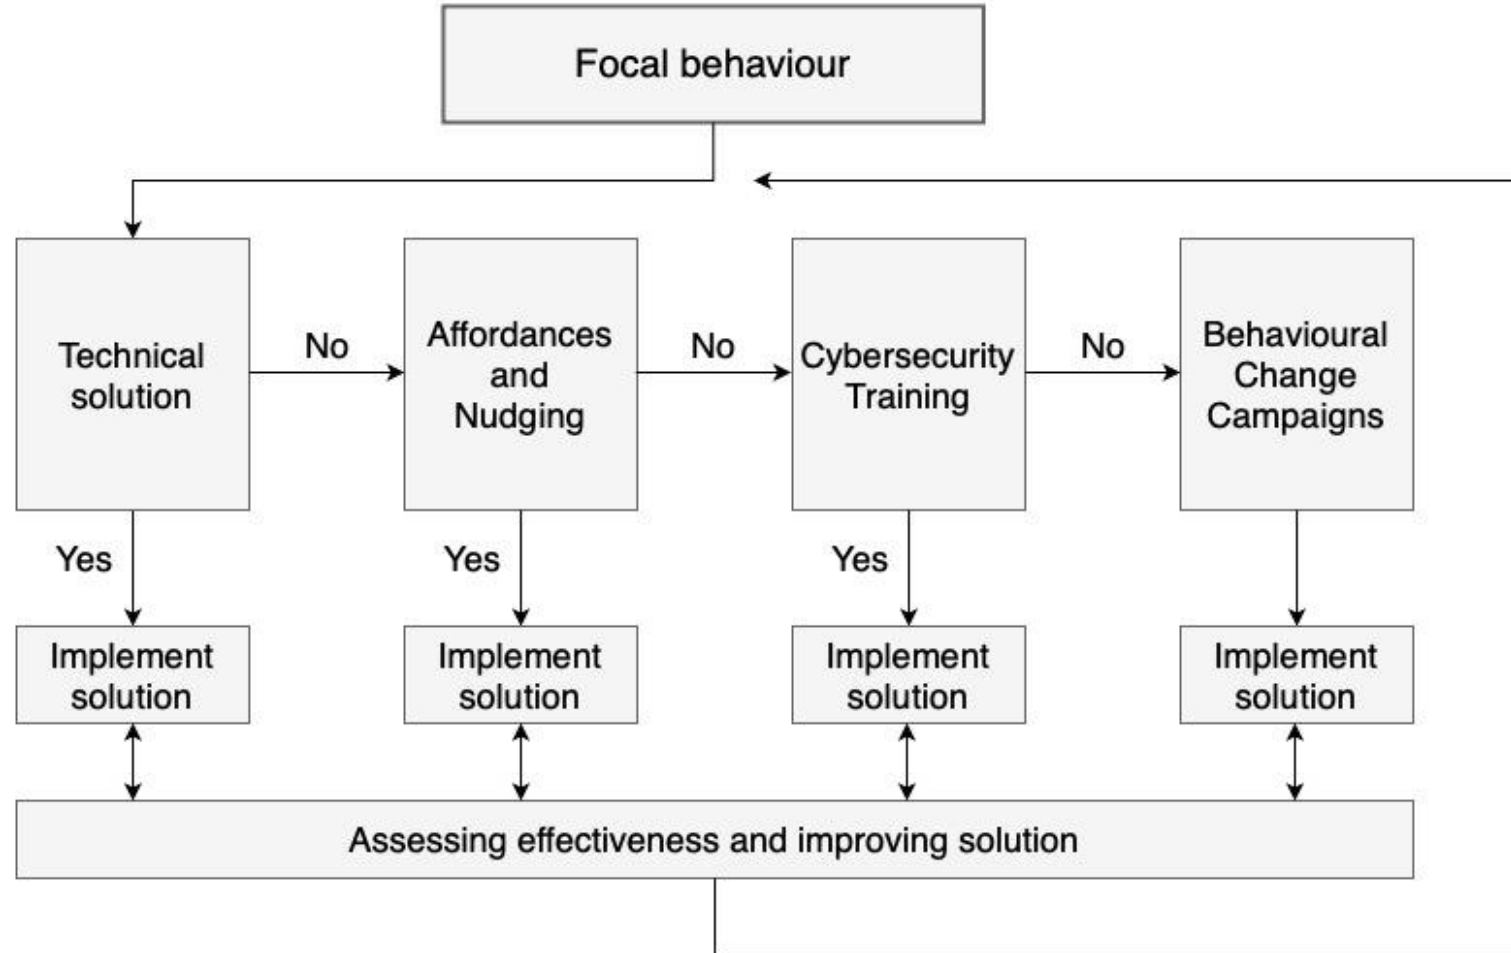 Focal behaviour
Technical
solution
No
Affordances
and
Nudging
No
Cybersecurity
Training
No
Behavioural
Change
Campaigns
Yes
Yes
Yes
Implement
solution
Implement
solution
Implement
solution
Implement
solution
Assessing effectiveness and improving solution